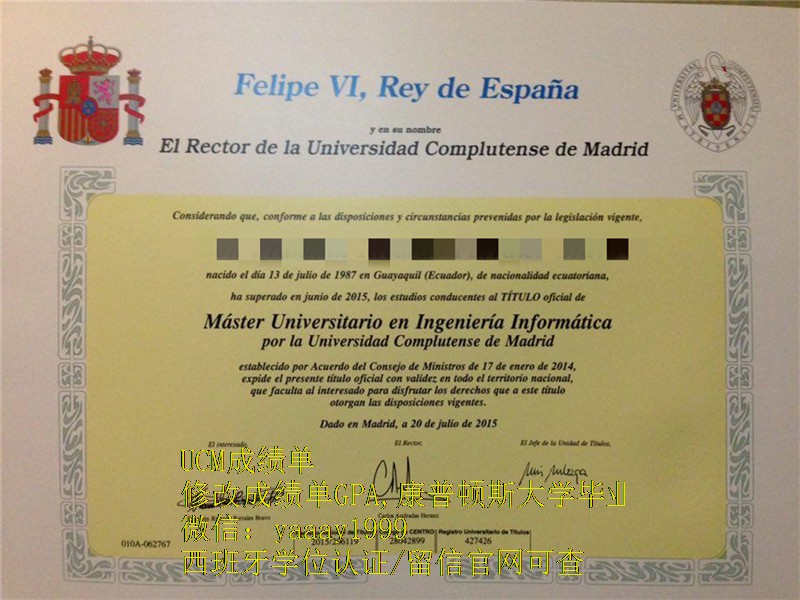 Felipe VI, Rey de España
y en su nombre
El Rector de la Universidad Complutense de Madrid
Considerando que, conforme a las disposiciones y circunstancias prevenidas por la legislación vigente,
nacido el día 13 de julio de 1987 en Guayaquil (Ecuador), de nacionalidad ecuatoriana,
ha superado en junio de 2015, los estudios conducentes al TÍTULO oficial de
Máster Universitario en Ingeniería Informática
por la Universidad Complutense de Madrid
establecido por Acuerdo del Consejo de Ministros de 17 de enero de 2014,
expide el presente título oficial con validez en todo el territorio nacional,
que faculta al interesado para disfrutar los derechos que a este título
otorgan las disposiciones vigentes.
Dado en Madrid, a 20 de julio de 2015
El interesado, El Rector, El Jefe de la Unidad de Títulos,
UCM成绩单
修改成绩单GPA,康普顿斯大学毕业
Bravo Carlos Andradas Heranz
微信：yaaay1999
CENTRO Registro Universitario de Títulos
010A-062767 2015/256119 28042899 427426
西班牙学位认证/留信官网可查